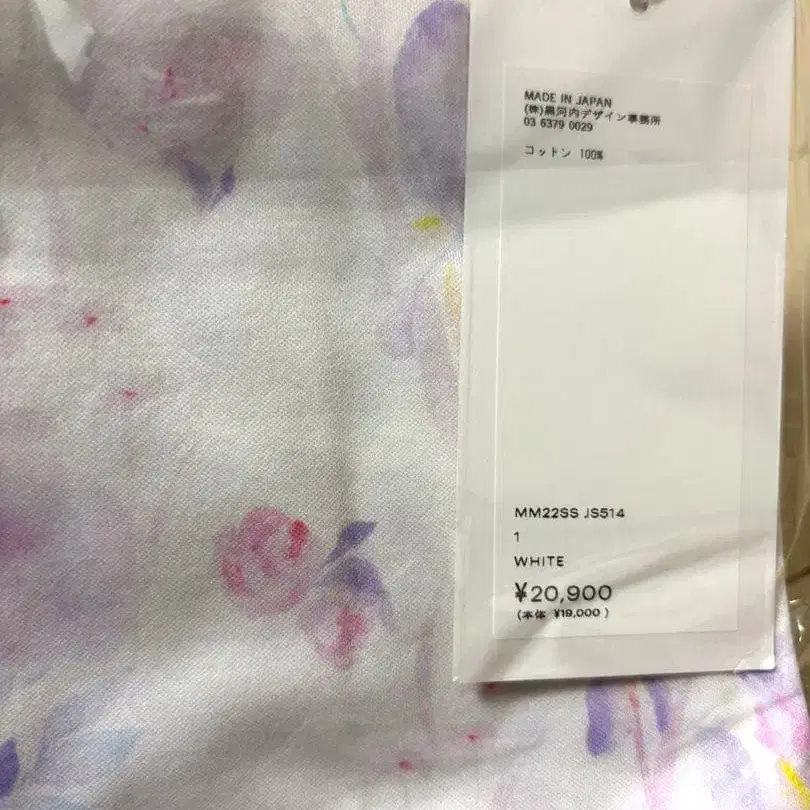 MADE IN JAPAN
(株)黒河内デザイン事務所
03 6379 0029
コットン 100%
MM22SS JS514
1
WHITE
¥20,900
(本体 ¥19,000 )